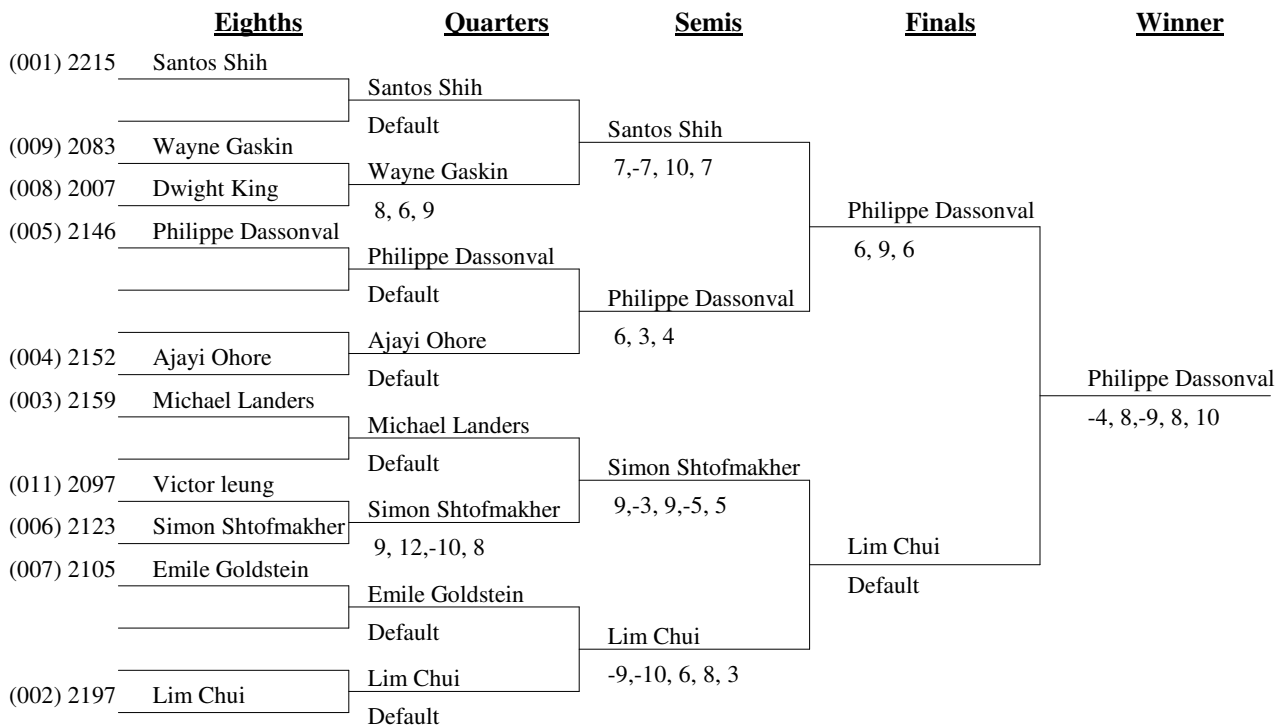 Eighths Quarters Semis Finals Winner
(001) 2215 Santos Shih
Santos Shih
Default
Santos Shih
(009) 2083 Wayne Gaskin
7,-7, 10, 7
Wayne Gaskin
(008) 2007 Dwight King
8, 6, 9
Philippe Dassonval
(005) 2146 Philippe Dassonval
6, 9, 6
Philippe Dassonval
Default
Philippe Dassonval
6, 3, 4
Ajayi Ohore
(004) 2152 Ajayi Ohore
Default
Philippe Dassonval
(003) 2159 Michael Landers
-4, 8,-9, 8, 10
Michael Landers
Default
Simon Shtofmakher
(011) 2097 Victor leung
9,-3, 9,-5, 5
Simon Shtofmakher
(006) 2123 Simon Shtofmakher
9, 12,-10, 8
Lim Chui
(007) 2105 Emile Goldstein
Default
Emile Goldstein
Default
Lim Chui
-9,-10, 6, 8, 3
Lim Chui
(002) 2197 Lim Chui
Default